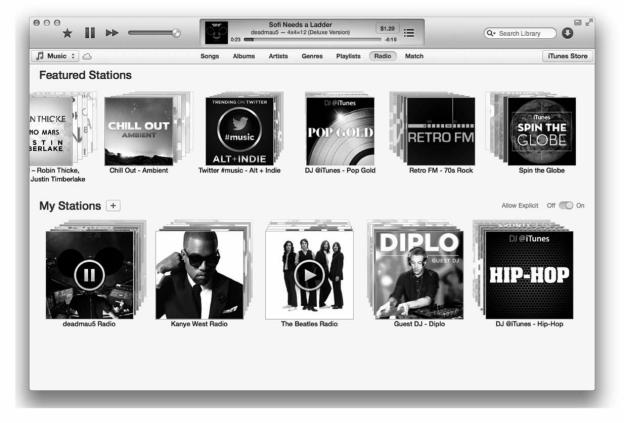 Sofi Needs a Ladder
deadmau5 — 4x4=12 (Deluxe Version)
0:23
-6:19
$1.29
Search Library
Music
Songs
Albums
Artists
Genres
Playlists
Radio
Match
iTunes Store
Featured Stations
N THICKE
MO MARS
S T I N
BERLAKE
CHILL OUT
AMBIENT
TRENDING ON TWITTER
#music
ALT+INDIE
DJ @iTunes
POP GOLD
RETRO FM
iTunes
SPIN THE
GLOBE
– Robin Thicke,
Justin Timberlake
Chill Out - Ambient
Twitter #music - Alt + Indie
DJ @iTunes - Pop Gold
Retro FM - 70s Rock
Spin the Globe
My Stations +
Allow Explicit Off On
DIPLO
GUEST DJ
DJ @iTunes
HIP-HOP
deadmau5 Radio
Kanye West Radio
The Beatles Radio
Guest DJ - Diplo
DJ @iTunes - Hip-Hop